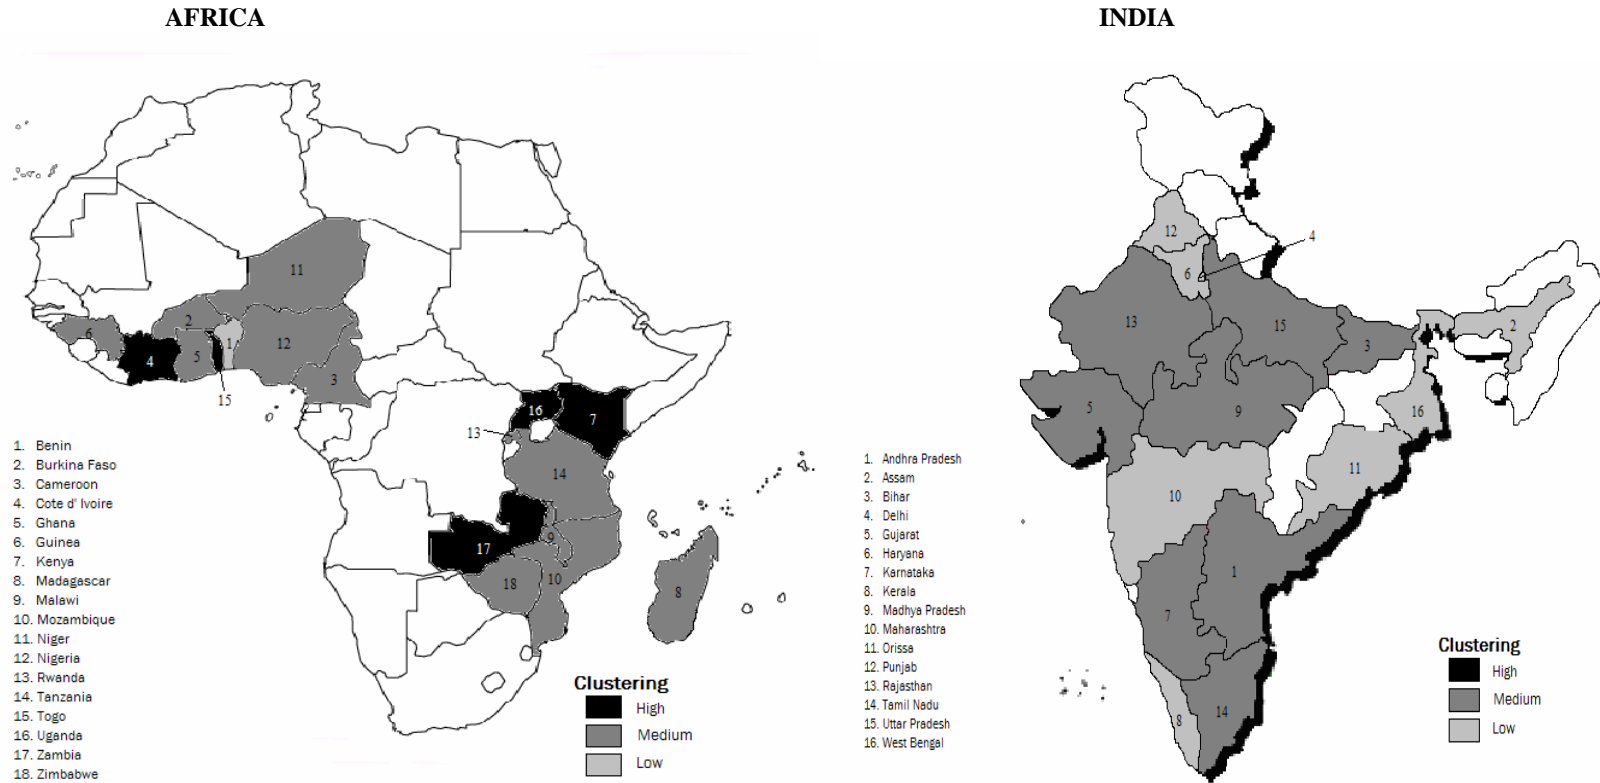 AFRICA
INDIA
11
2
6
1
12
4
5
3
15
16
7
13
14
9
17
10
18
8
1. Benin
2. Burkina Faso
3. Cameroon
4. Cote d' Ivoire
5. Ghana
6. Guinea
7. Kenya
8. Madagascar
9. Malawi
10. Mozambique
11. Niger
12. Nigeria
13. Rwanda
14. Tanzania
15. Togo
16. Uganda
17. Zambia
18. Zimbabwe
Clustering
High
Medium
Low
12
4
6
13
15
2
3
5
9
16
11
10
1
7
8
14
1. Andhra Pradesh
2. Assam
3. Bihar
4. Delhi
5. Gujarat
6. Haryana
7. Karnataka
8. Kerala
9. Madhya Pradesh
10. Maharashtra
11. Orissa
12. Punjab
13. Rajasthan
14. Tamil Nadu
15. Uttar Pradesh
16. West Bengal
Clustering
High
Medium
Low